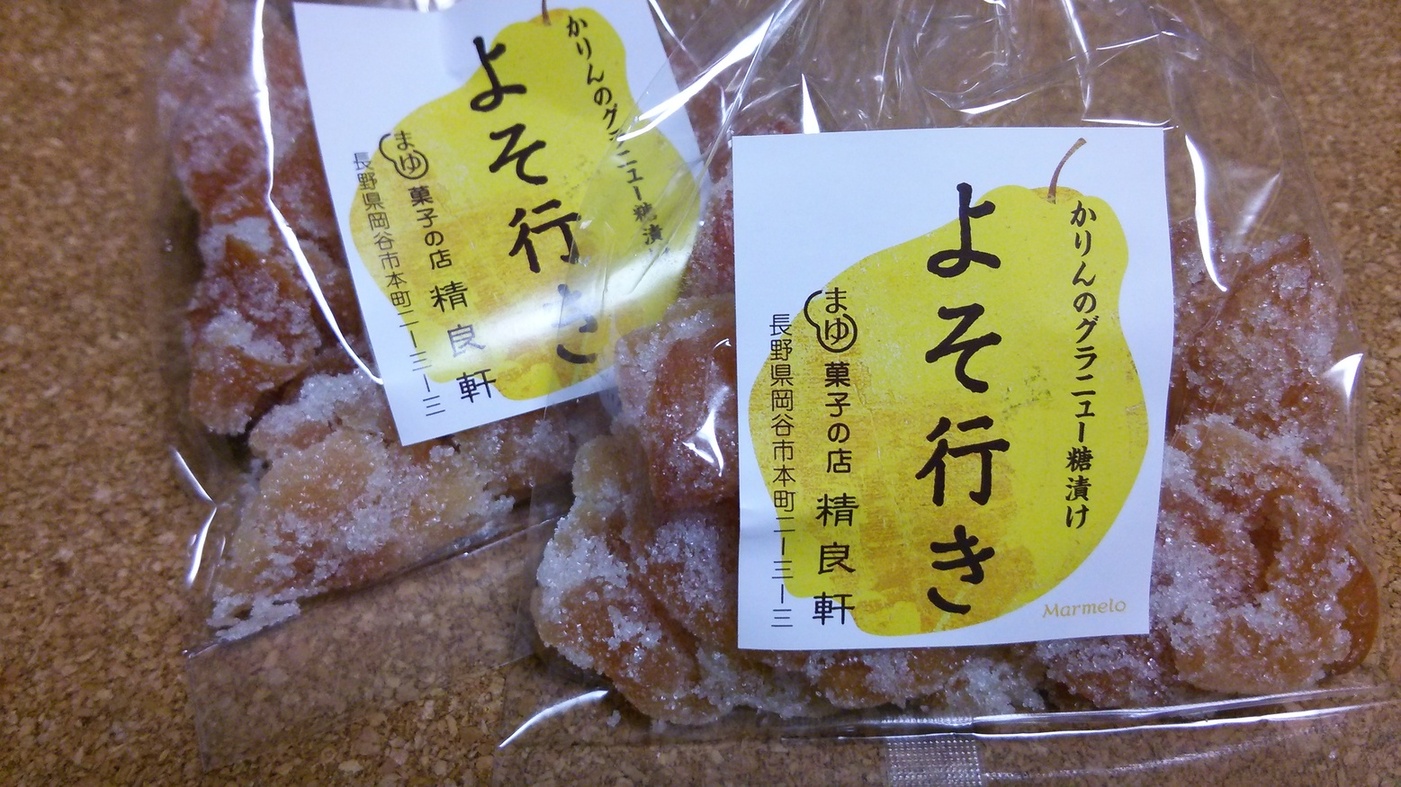 かりんのグラニュー糖漬け
よそ行き
まゆ菓子の店 精良軒
長野県岡谷市本町二ー三ー三
かりんのグラニュー糖漬け
よそ行き
まゆ菓子の店 精良軒
長野県岡谷市本町二ー三ー三
Marmelo